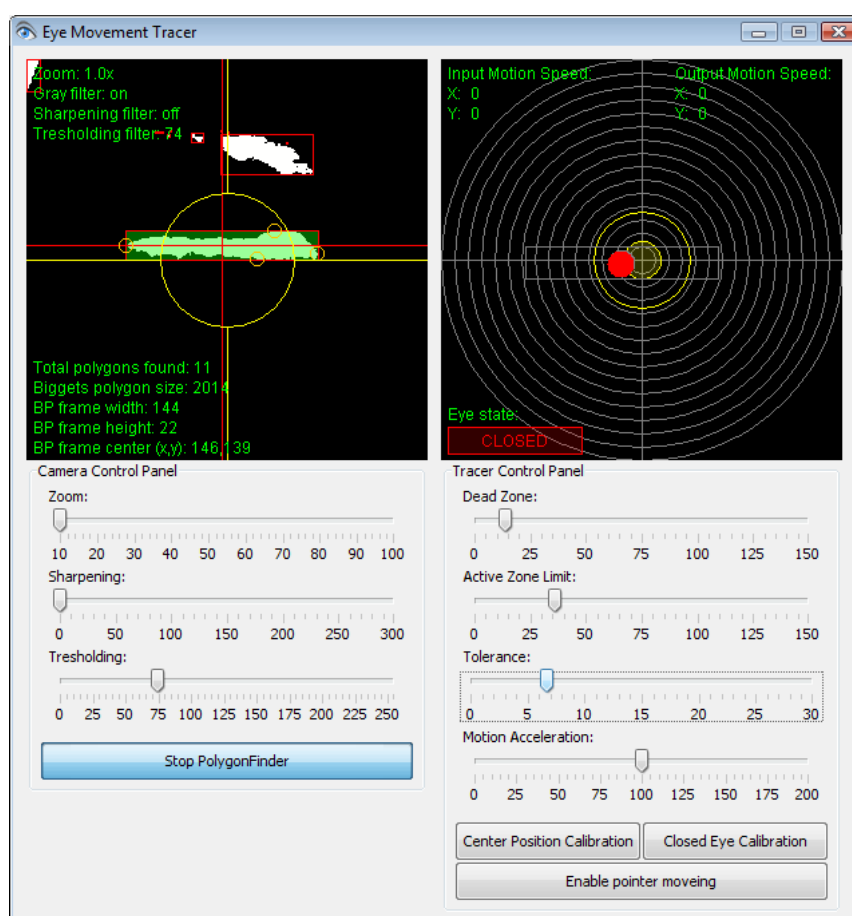 Eye Movement Tracer
Zoom: 1.0x
Gray filter: on
Sharpening filter: off
Tresholding filter: 74
Total polygons found: 11
Biggets polygon size: 2014
BP frame width: 144
BP frame height: 22
BP frame center (x,y): 146,139
Input Motion Speed: Output Motion Speed:
X: 0 X: 0
Y: 0 Y: 0
Eye state:
CLOSED
Camera Control Panel
Zoom:
10 20 30 40 50 60 70 80 90 100
Sharpening:
0 50 100 150 200 250 300
Tresholding:
0 25 50 75 100 125 150 175 200 225 250
Stop PolygonFinder
Tracer Control Panel
Dead Zone:
0 25 50 75 100 125 150
Active Zone Limit:
0 25 50 75 100 125 150
Tolerance:
0 5 10 15 20 25 30
Motion Acceleration:
0 25 50 75 100 125 150 175 200
Center Position Calibration Closed Eye Calibration
Enable pointer moveing